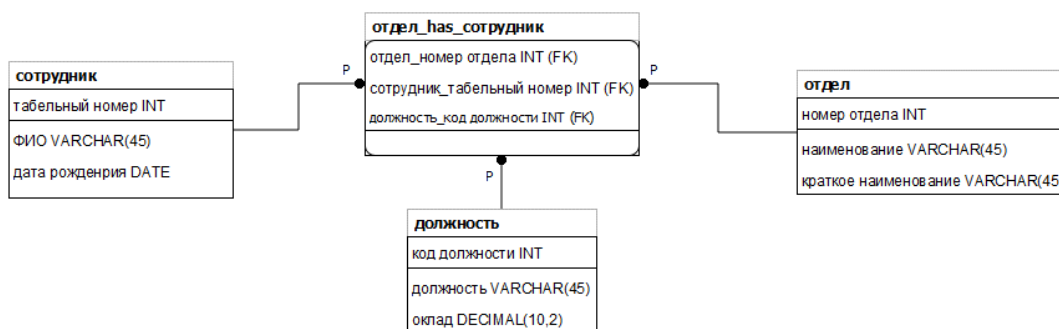 отдел_has_сотрудник
отдел_номер отдела INT (FK)
сотрудник_табельный номер INT (FK)
должность_код должности INT (FK)
P
P
P
сотрудник
табельный номер INT
ФИО VARCHAR(45)
дата рожденрия DATE
отдел
номер отдела INT
наименование VARCHAR(45)
краткое наименование VARCHAR(45
должность
код должности INT
должность VARCHAR(45)
оклад DECIMAL(10,2)